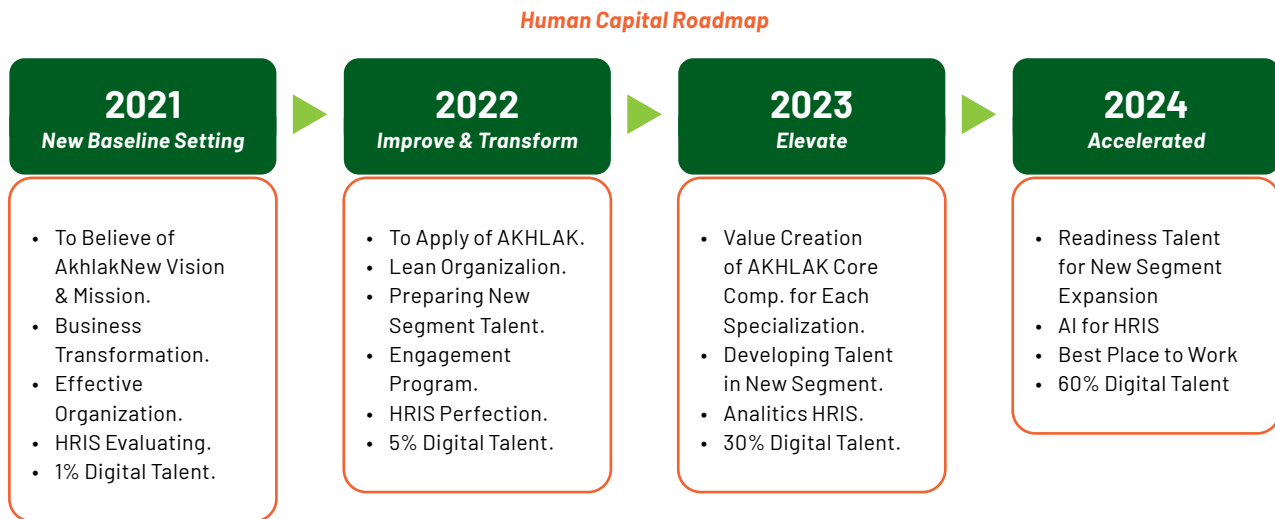 Human Capital Roadmap
2021
New Baseline Setting
• To Believe of
AkhlakNew Vision
& Mission.
• Business
Transformation.
• Effective
Organization.
• HRIS Evaluating.
• 1% Digital Talent.
2022
Improve & Transform
• To Apply of AKHLAK.
• Lean Organizalion.
• Preparing New
Segment Talent.
• Engagement
Program.
• HRIS Perfection.
• 5% Digital Talent.
2023
Elevate
• Value Creation
of AKHLAK Core
Comp. for Each
Specialization.
• Developing Talent
in New Segment.
• Analitics HRIS.
• 30% Digital Talent.
2024
Accelerated
• Readiness Talent
for New Segment
Expansion
• AI for HRIS
• Best Place to Work
• 60% Digital Talent